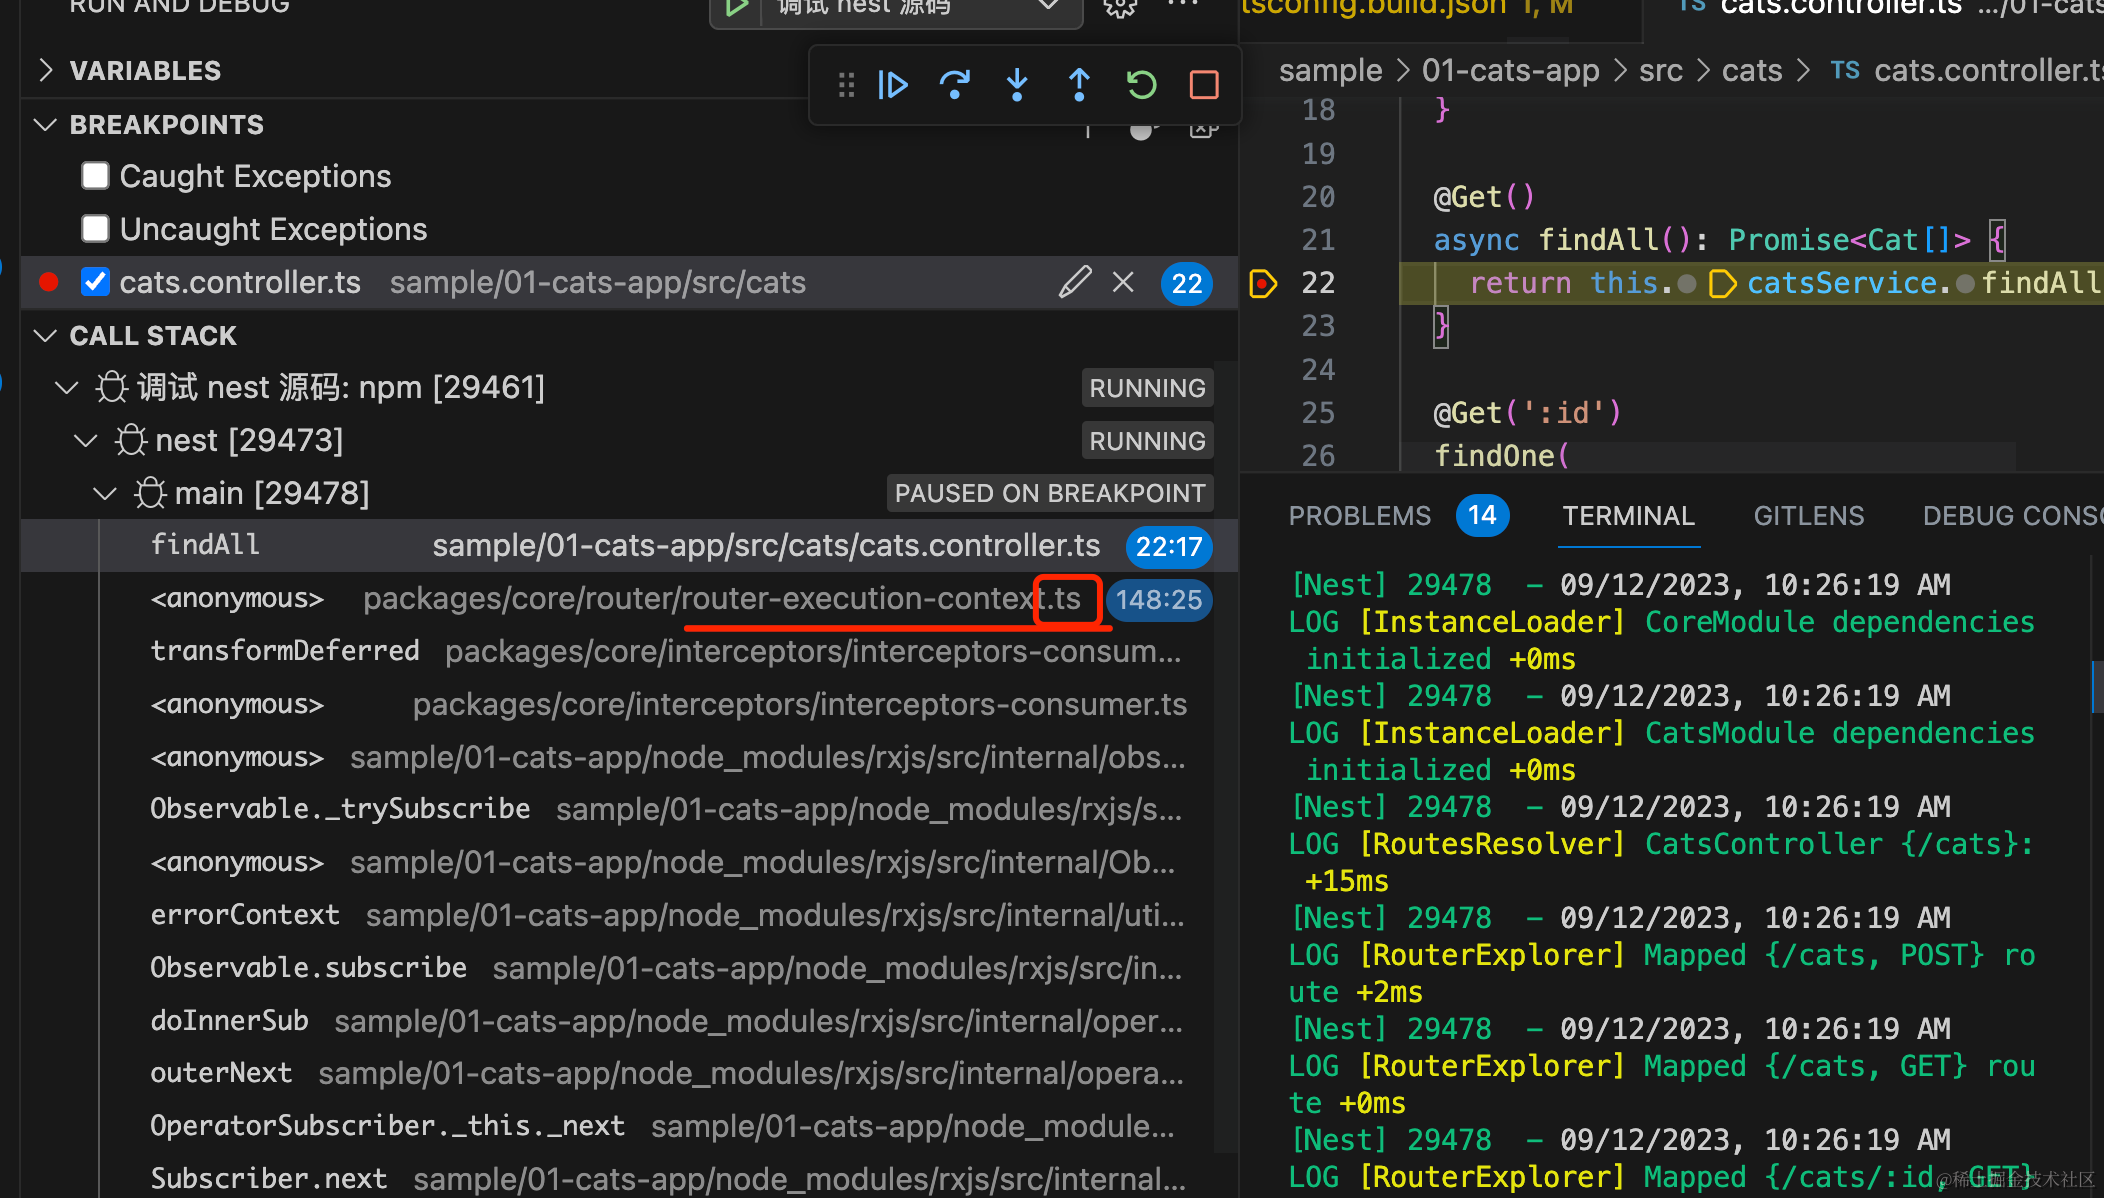 RUN AND DEBUG
调试 nest 源码
VARIABLES
BREAKPOINTS
Caught Exceptions
Uncaught Exceptions
cats.controller.ts sample/01-cats-app/src/cats 22
CALL STACK
调试 nest 源码: npm [29461] RUNNING
nest [29473] RUNNING
main [29478] PAUSED ON BREAKPOINT
findAll sample/01-cats-app/src/cats/cats.controller.ts 22:17
<anonymous> packages/core/router/router-execution-context.ts 148:25
transformDeferred packages/core/interceptors/interceptors-consum...
<anonymous> packages/core/interceptors/interceptors-consumer.ts
<anonymous> sample/01-cats-app/node_modules/rxjs/src/internal/obs...
Observable._trySubscribe sample/01-cats-app/node_modules/rxjs/s...
<anonymous> sample/01-cats-app/node_modules/rxjs/src/internal/Ob...
errorContext sample/01-cats-app/node_modules/rxjs/src/internal/uti...
Observable.subscribe sample/01-cats-app/node_modules/rxjs/src/in...
doInnerSub sample/01-cats-app/node_modules/rxjs/src/internal/oper...
outerNext sample/01-cats-app/node_modules/rxjs/src/internal/opera...
OperatorSubscriber._this._next sample/01-cats-app/node_module...
Subscriber.next sample/01-cats-app/node_modules/rxjs/src/internal...
tsconfig.build.json 1, M
TS cats.controller.ts .../01-cats
sample > 01-cats-app > src > cats > TS cats.controller.ts
18 }
19
20 @Get()
21 async findAll(): Promise<Cat[]> {
22 return this.catsService.findAll
23 }
24
25 @Get(':id')
26 findOne(
PROBLEMS 14 TERMINAL GITLENS DEBUG CONSO
[Nest] 29478 - 09/12/2023, 10:26:19 AM
LOG [InstanceLoader] CoreModule dependencies
initialized +0ms
[Nest] 29478 - 09/12/2023, 10:26:19 AM
LOG [InstanceLoader] CatsModule dependencies
initialized +0ms
[Nest] 29478 - 09/12/2023, 10:26:19 AM
LOG [RoutesResolver] CatsController {/cats}:
+15ms
[Nest] 29478 - 09/12/2023, 10:26:19 AM
LOG [RouterExplorer] Mapped {/cats, POST} ro
ute +2ms
[Nest] 29478 - 09/12/2023, 10:26:19 AM
LOG [RouterExplorer] Mapped {/cats, GET} rou
te +0ms
[Nest] 29478 - 09/12/2023, 10:26:19 AM
LOG [RouterExplorer] Mapped {/cats/:id, GET}
@稀土掘金技术社区